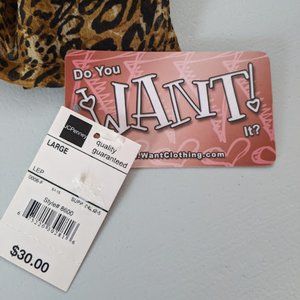 Do You
I WANT!
It?
.WantClothing.com
JCPenney
quality
guaranteed
LARGE
LEP
Style# 8600
$30.00